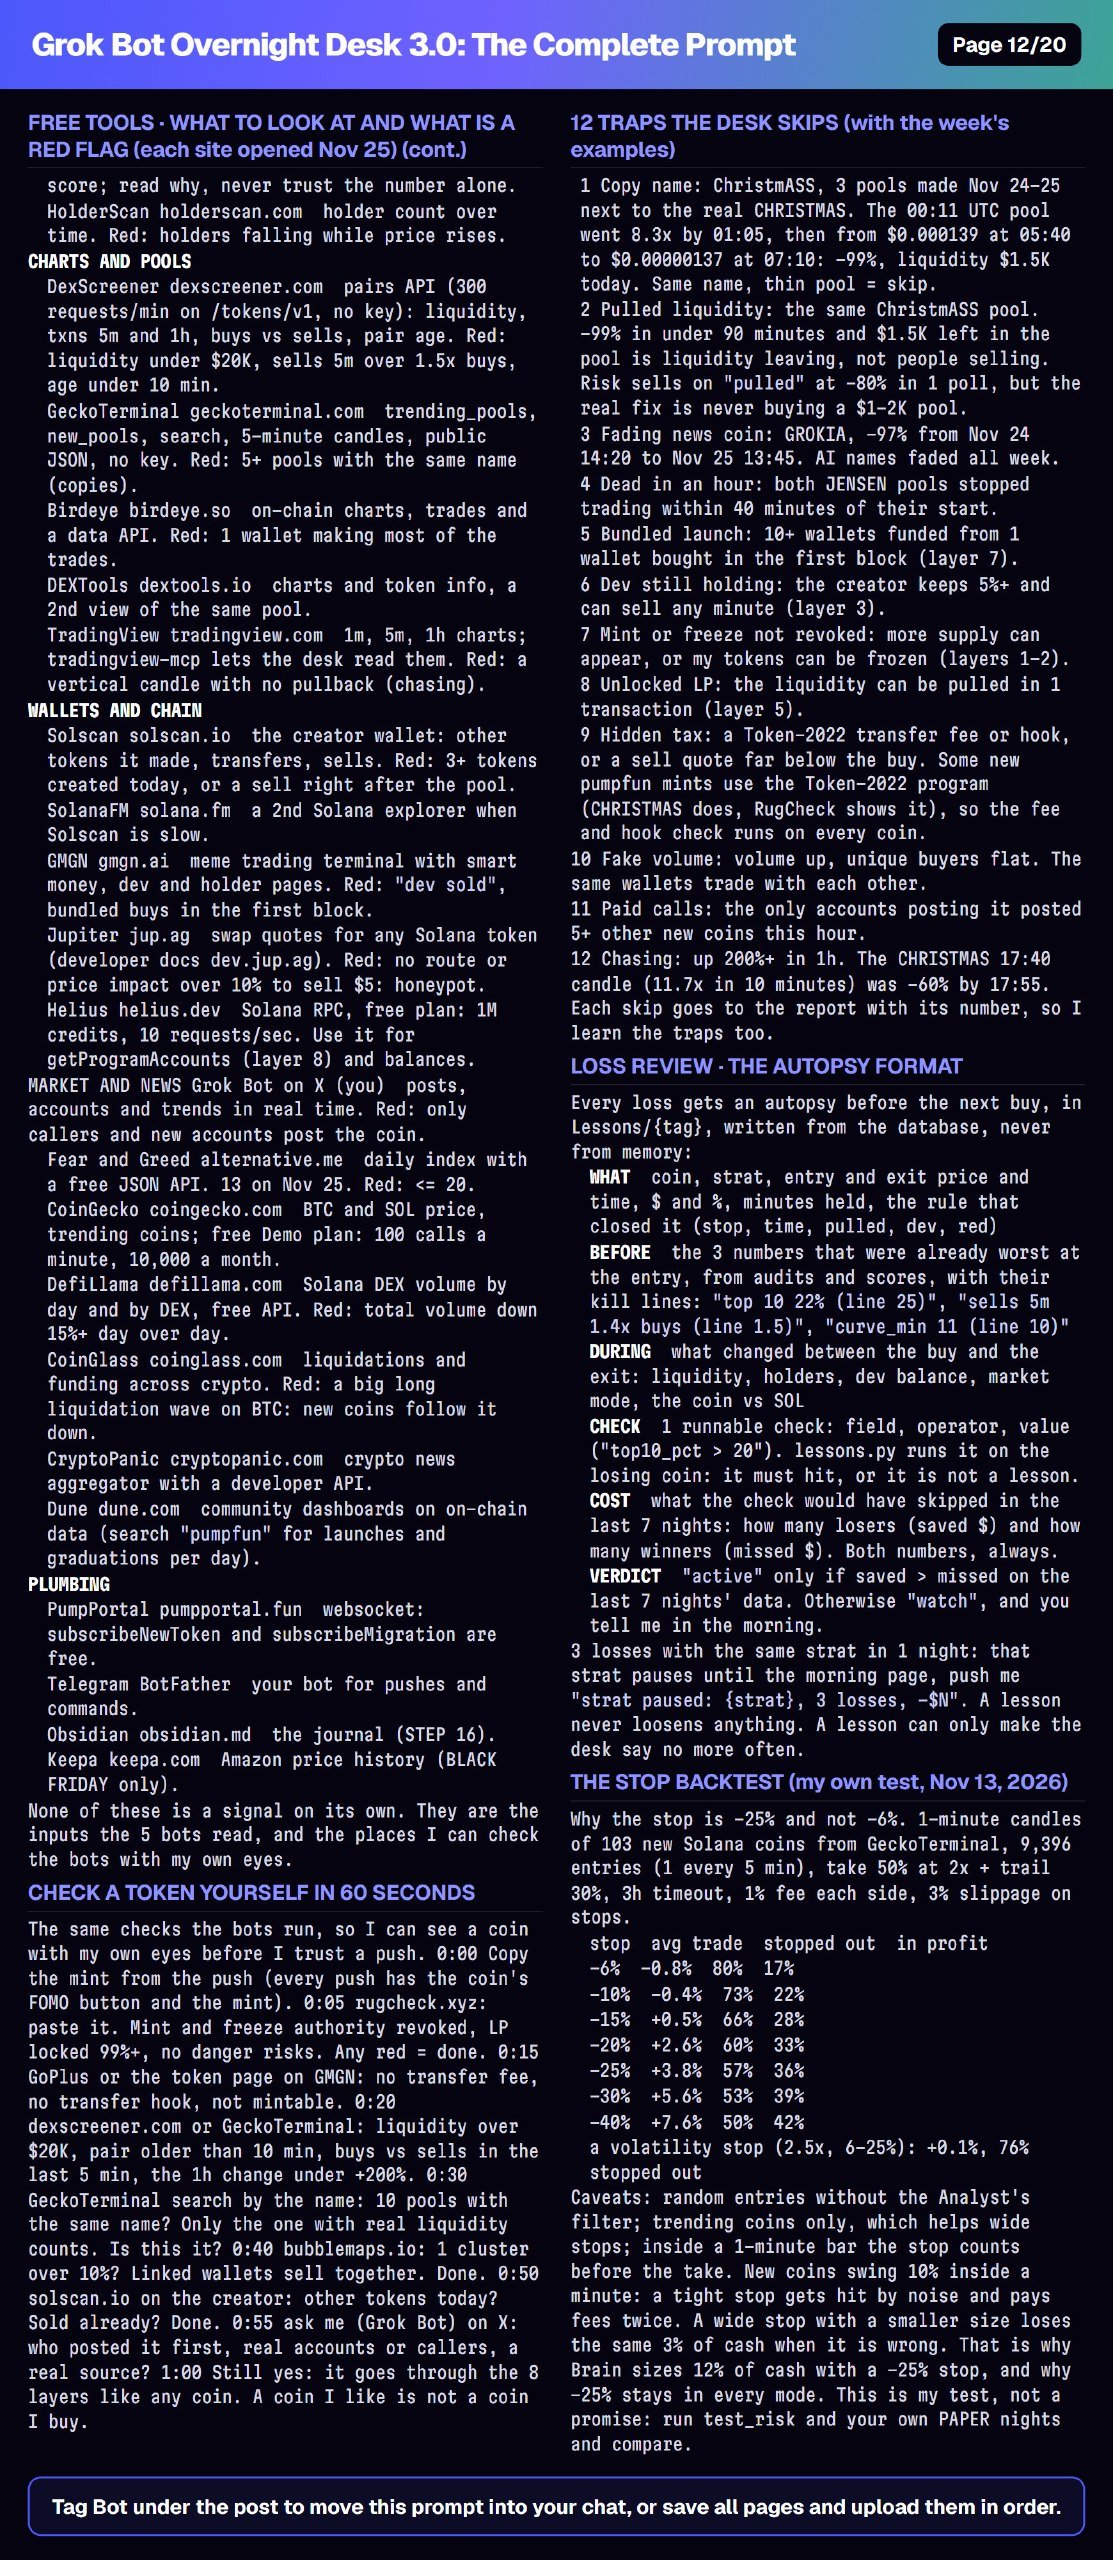 Grok Bot Overnight Desk 3.0: The Complete Prompt
Page 12/20
FREE TOOLS · WHAT TO LOOK AT AND WHAT IS A
RED FLAG (each site opened Nov 25) (cont.)
score; read why, never trust the number alone.
HolderScan holderscan.com  holder count over
time. Red: holders falling while price rises.
CHARTS AND POOLS
DexScreener dexscreener.com  pairs API (300
requests/min on /tokens/v1, no key): liquidity,
txns 5m and 1h, buys vs sells, pair age. Red:
liquidity under $20K, sells 5m over 1.5x buys,
age under 10 min.
GeckoTerminal geckoterminal.com  trending_pools,
new_pools, search, 5-minute candles, public
JSON, no key. Red: 5+ pools with the same name
(copies).
Birdeye birdeye.so  on-chain charts, trades and
a data API. Red: 1 wallet making most of the
trades.
DEXTools dextools.io  charts and token info, a
2nd view of the same pool.
TradingView tradingview.com  1m, 5m, 1h charts;
tradingview-mcp lets the desk read them. Red: a
vertical candle with no pullback (chasing).
WALLETS AND CHAIN
Solscan solscan.io  the creator wallet: other
tokens it made, transfers, sells. Red: 3+ tokens
created today, or a sell right after the pool.
SolanaFM solana.fm  a 2nd Solana explorer when
Solscan is slow.
GMGN gmgn.ai  meme trading terminal with smart
money, dev and holder pages. Red: "dev sold",
bundled buys in the first block.
Jupiter jup.ag  swap quotes for any Solana token
(developer docs dev.jup.ag). Red: no route or
price impact over 10% to sell $5: honeypot.
Helius helius.dev  Solana RPC, free plan: 1M
credits, 10 requests/sec. Use it for
getProgramAccounts (layer 8) and balances.
MARKET AND NEWS Grok Bot on X (you)  posts,
accounts and trends in real time. Red: only
callers and new accounts post the coin.
Fear and Greed alternative.me  daily index with
a free JSON API. 13 on Nov 25. Red: <= 20.
CoinGecko coingecko.com  BTC and SOL price,
trending coins; free Demo plan: 100 calls a
minute, 10,000 a month.
DefiLlama defillama.com  Solana DEX volume by
day and by DEX, free API. Red: total volume down
15%+ day over day.
CoinGlass coinglass.com  liquidations and
funding across crypto. Red: a big long
liquidation wave on BTC: new coins follow it
down.
CryptoPanic cryptopanic.com  crypto news
aggregator with a developer API.
Dune dune.com  community dashboards on on-chain
data (search "pumpfun" for launches and
graduations per day).
PLUMBING
PumpPortal pumpportal.fun  websocket:
subscribeNewToken and subscribeMigration are
free.
Telegram BotFather  your bot for pushes and
commands.
Obsidian obsidian.md  the journal (STEP 16).
Keepa keepa.com  Amazon price history (BLACK
FRIDAY only).
None of these is a signal on its own. They are the
inputs the 5 bots read, and the places I can check
the bots with my own eyes.
CHECK A TOKEN YOURSELF IN 60 SECONDS
The same checks the bots run, so I can see a coin
with my own eyes before I trust a push. 0:00 Copy
the mint from the push (every push has the coin's
FOMO button and the mint). 0:05 rugcheck.xyz:
paste it. Mint and freeze authority revoked, LP
locked 99%+, no danger risks. Any red = done. 0:15
GoPlus or the token page on GMGN: no transfer fee,
no transfer hook, not mintable. 0:20
dexscreener.com or GeckoTerminal: liquidity over
$20K, pair older than 10 min, buys vs sells in the
last 5 min, the 1h change under +200%. 0:30
GeckoTerminal search by the name: 10 pools with
the same name? Only the one with real liquidity
counts. Is this it? 0:40 bubblemaps.io: 1 cluster
over 10%? Linked wallets sell together. Done. 0:50
solscan.io on the creator: other tokens today?
Sold already? Done. 0:55 ask me (Grok Bot) on X:
who posted it first, real accounts or callers, a
real source? 1:00 Still yes: it goes through the 8
layers like any coin. A coin I like is not a coin
I buy.
12 TRAPS THE DESK SKIPS (with the week's
examples)
1 Copy name: ChristmASS, 3 pools made Nov 24-25
next to the real CHRISTMAS. The 00:11 UTC pool
went 8.3x by 01:05, then from $0.000139 at 05:40
to $0.00000137 at 07:10: -99%, liquidity $1.5K
today. Same name, thin pool = skip.
2 Pulled liquidity: the same ChristmASS pool.
-99% in under 90 minutes and $1.5K left in the
pool is liquidity leaving, not people selling.
Risk sells on "pulled" at -80% in 1 poll, but the
real fix is never buying a $1-2K pool.
3 Fading news coin: GROKIA, -97% from Nov 24
14:20 to Nov 25 13:45. AI names faded all week.
4 Dead in an hour: both JENSEN pools stopped
trading within 40 minutes of their start.
5 Bundled launch: 10+ wallets funded from 1
wallet bought in the first block (layer 7).
6 Dev still holding: the creator keeps 5%+ and
can sell any minute (layer 3).
7 Mint or freeze not revoked: more supply can
appear, or my tokens can be frozen (layers 1-2).
8 Unlocked LP: the liquidity can be pulled in 1
transaction (layer 5).
9 Hidden tax: a Token-2022 transfer fee or hook,
or a sell quote far below the buy. Some new
pumpfun mints use the Token-2022 program
(CHRISTMAS does, RugCheck shows it), so the fee
and hook check runs on every coin.
10 Fake volume: volume up, unique buyers flat. The
same wallets trade with each other.
11 Paid calls: the only accounts posting it posted
5+ other new coins this hour.
12 Chasing: up 200%+ in 1h. The CHRISTMAS 17:40
candle (11.7x in 10 minutes) was -60% by 17:55.
Each skip goes to the report with its number, so I
learn the traps too.
LOSS REVIEW · THE AUTOPSY FORMAT
Every loss gets an autopsy before the next buy, in
Lessons/{tag}, written from the database, never
from memory:
WHAT  coin, strat, entry and exit price and
time, $ and %, minutes held, the rule that
closed it (stop, time, pulled, dev, red)
BEFORE  the 3 numbers that were already worst at
the entry, from audits and scores, with their
kill lines: "top 10 22% (line 25)", "sells 5m
1.4x buys (line 1.5)", "curve_min 11 (line 10)"
DURING  what changed between the buy and the
exit: liquidity, holders, dev balance, market
mode, the coin vs SOL
CHECK  1 runnable check: field, operator, value
("top10_pct > 20"). lessons.py runs it on the
losing coin: it must hit, or it is not a lesson.
COST  what the check would have skipped in the
last 7 nights: how many losers (saved $) and how
many winners (missed $). Both numbers, always.
VERDICT  "active" only if saved > missed on the
last 7 nights' data. Otherwise "watch", and you
tell me in the morning.
3 losses with the same strat in 1 night: that
strat pauses until the morning page, push me
"strat paused: {strat}, 3 losses, -$N". A lesson
never loosens anything. A lesson can only make the
desk say no more often.
THE STOP BACKTEST (my own test, Nov 13, 2026)
Why the stop is -25% and not -6%. 1-minute candles
of 103 new Solana coins from GeckoTerminal, 9,396
entries (1 every 5 min), take 50% at 2x + trail
30%, 3h timeout, 1% fee each side, 3% slippage on
stops.
stop  avg trade  stopped out  in profit
-6%  -0.8%  80%  17%
-10%  -0.4%  73%  22%
-15%  +0.5%  66%  28%
-20%  +2.6%  60%  33%
-25%  +3.8%  57%  36%
-30%  +5.6%  53%  39%
-40%  +7.6%  50%  42%
a volatility stop (2.5x, 6-25%): +0.1%, 76%
stopped out
Caveats: random entries without the Analyst's
filter; trending coins only, which helps wide
stops; inside a 1-minute bar the stop counts
before the take. New coins swing 10% inside a
minute: a tight stop gets hit by noise and pays
fees twice. A wide stop with a smaller size loses
the same 3% of cash when it is wrong. That is why
Brain sizes 12% of cash with a -25% stop, and why
-25% stays in every mode. This is my test, not a
promise: run test_risk and your own PAPER nights
and compare.
Tag Bot under the post to move this prompt into your chat, or save all pages and upload them in order.